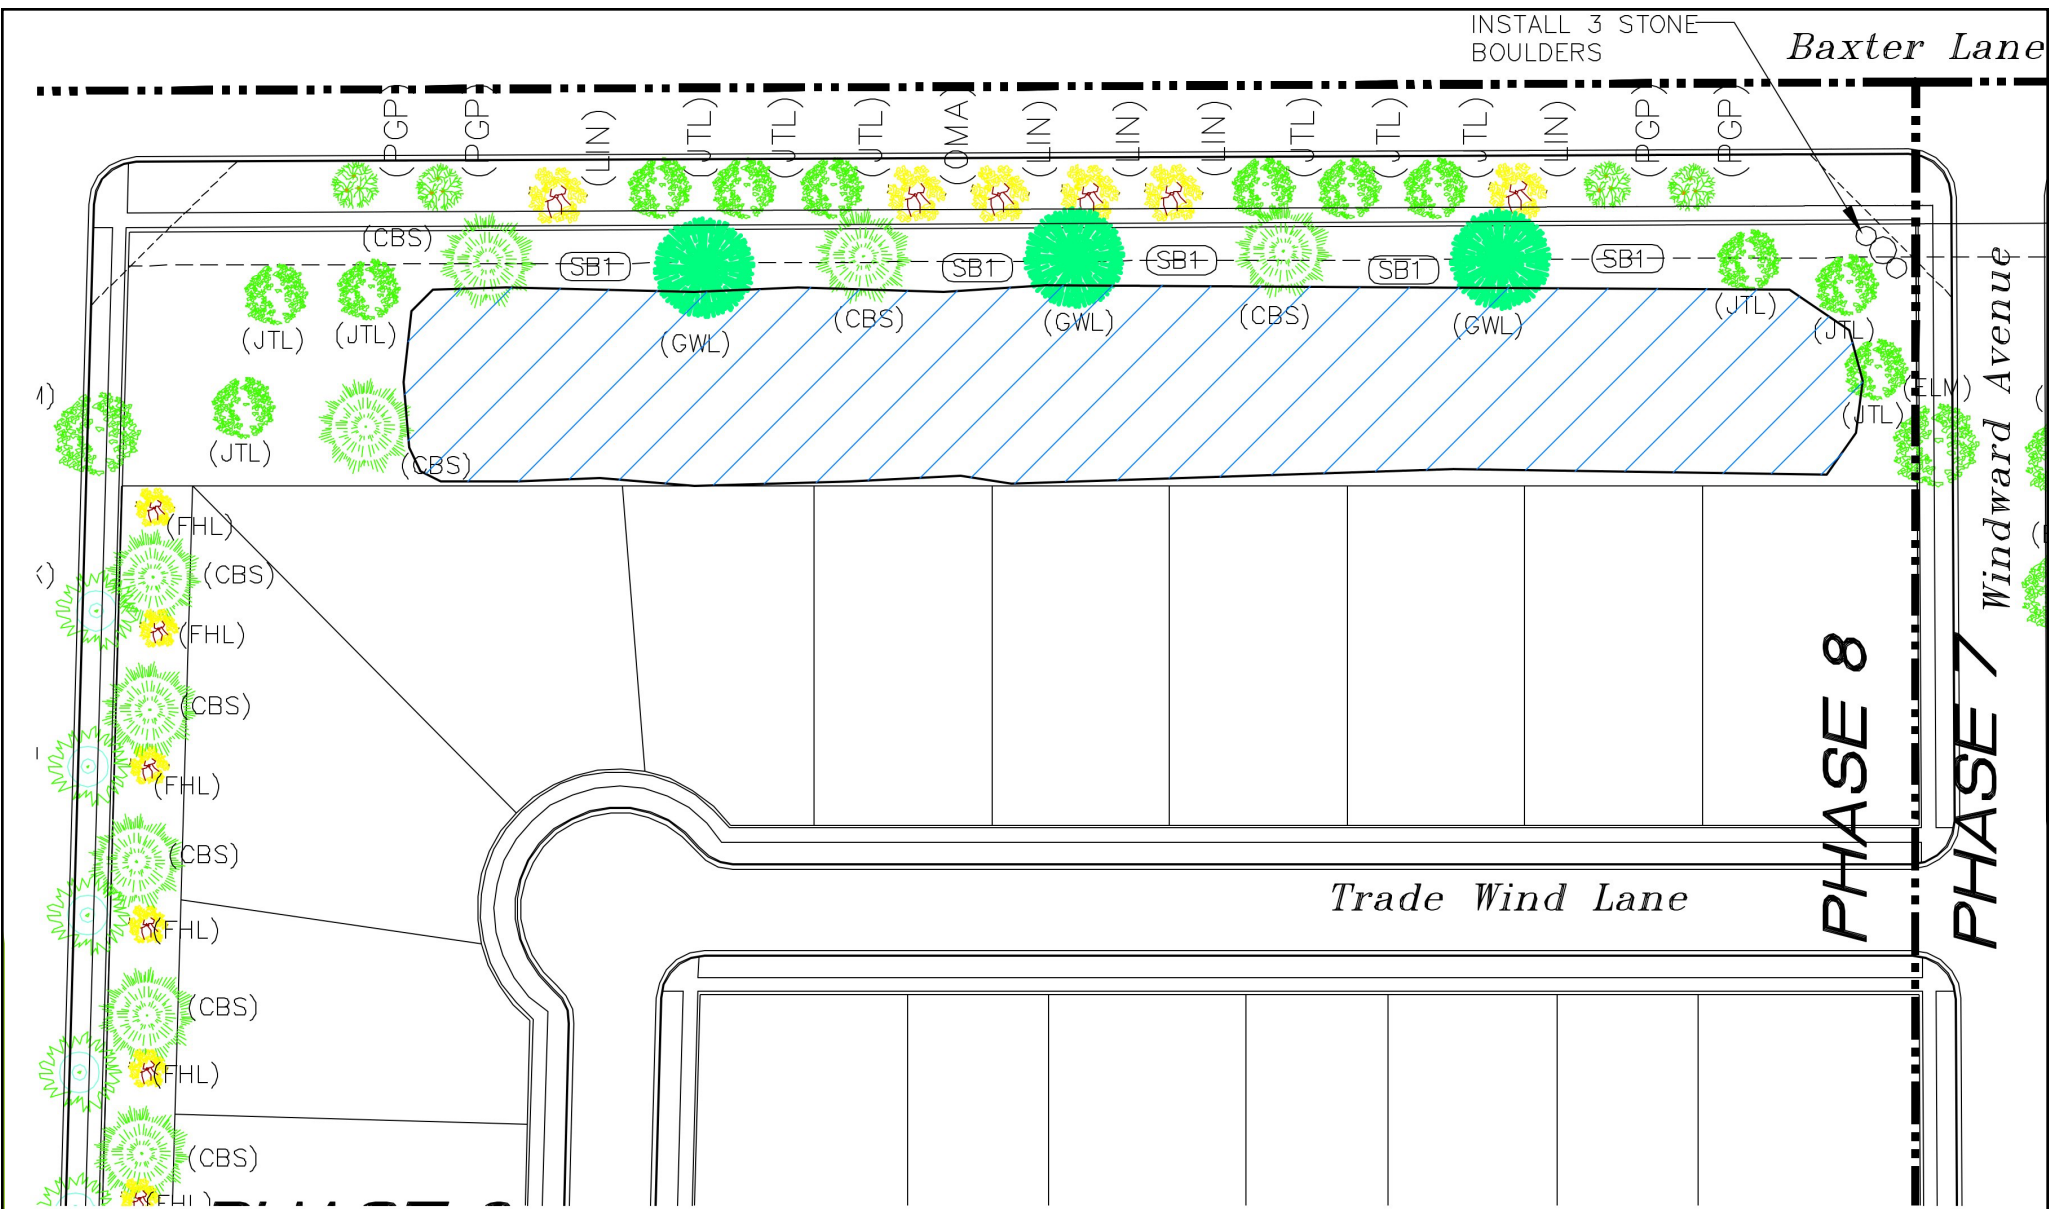 INSTALL 3 STONE
BOULDERS
Baxter Lane
(PGP)
(PGP)
(LIN)
(JTL)
(JTL)
(JTL)
(OMA)
(LIN)
(LIN)
(LIN)
(JTL)
(JTL)
(JTL)
(LIN)
(PGP)
(PGP)
(CBS)
SB1
SB1
SB1
SB1
SB1
(JTL)
(JTL)
(GWL)
(CBS)
(GWL)
(CBS)
(GWL)
(JTL)
(JTL)
(ELM)
(JTL)
(JTL)
(CBS)
Windward Avenue
(FHL)
(CBS)
(FHL)
(CBS)
(FHL)
(CBS)
(FHL)
(CBS)
(FHL)
(CBS)
(FHL)
PHASE 8
PHASE 7
Trade Wind Lane